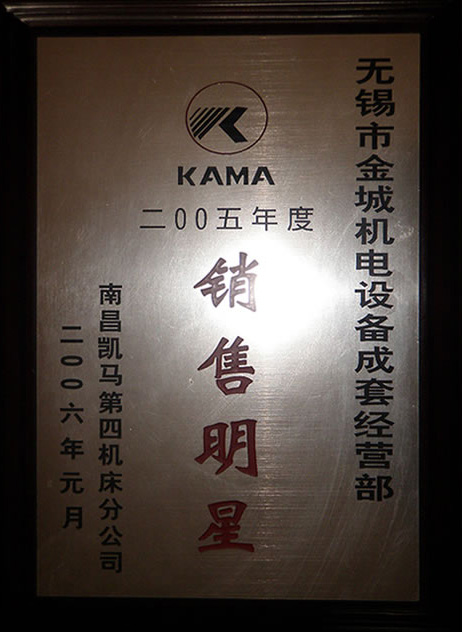 无锡市金城机电设备成套经营部
KAMA
二00五年度
销售明星
南昌凯马第四机床分公司
二00六年元月